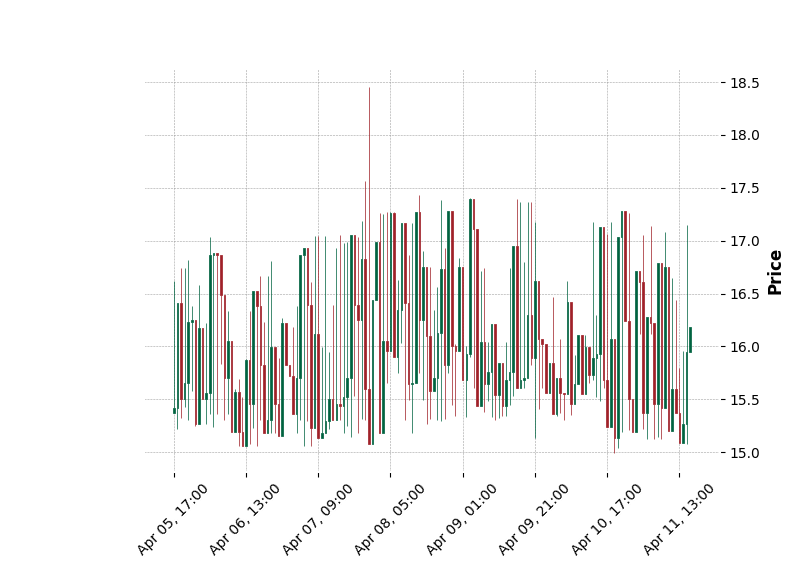 18.5
18.0
17.5
17.0
16.5
16.0
15.5
15.0
Price
Apr 05, 17:00
Apr 06, 13:00
Apr 07, 09:00
Apr 08, 05:00
Apr 09, 01:00
Apr 09, 21:00
Apr 10, 17:00
Apr 11, 13:00